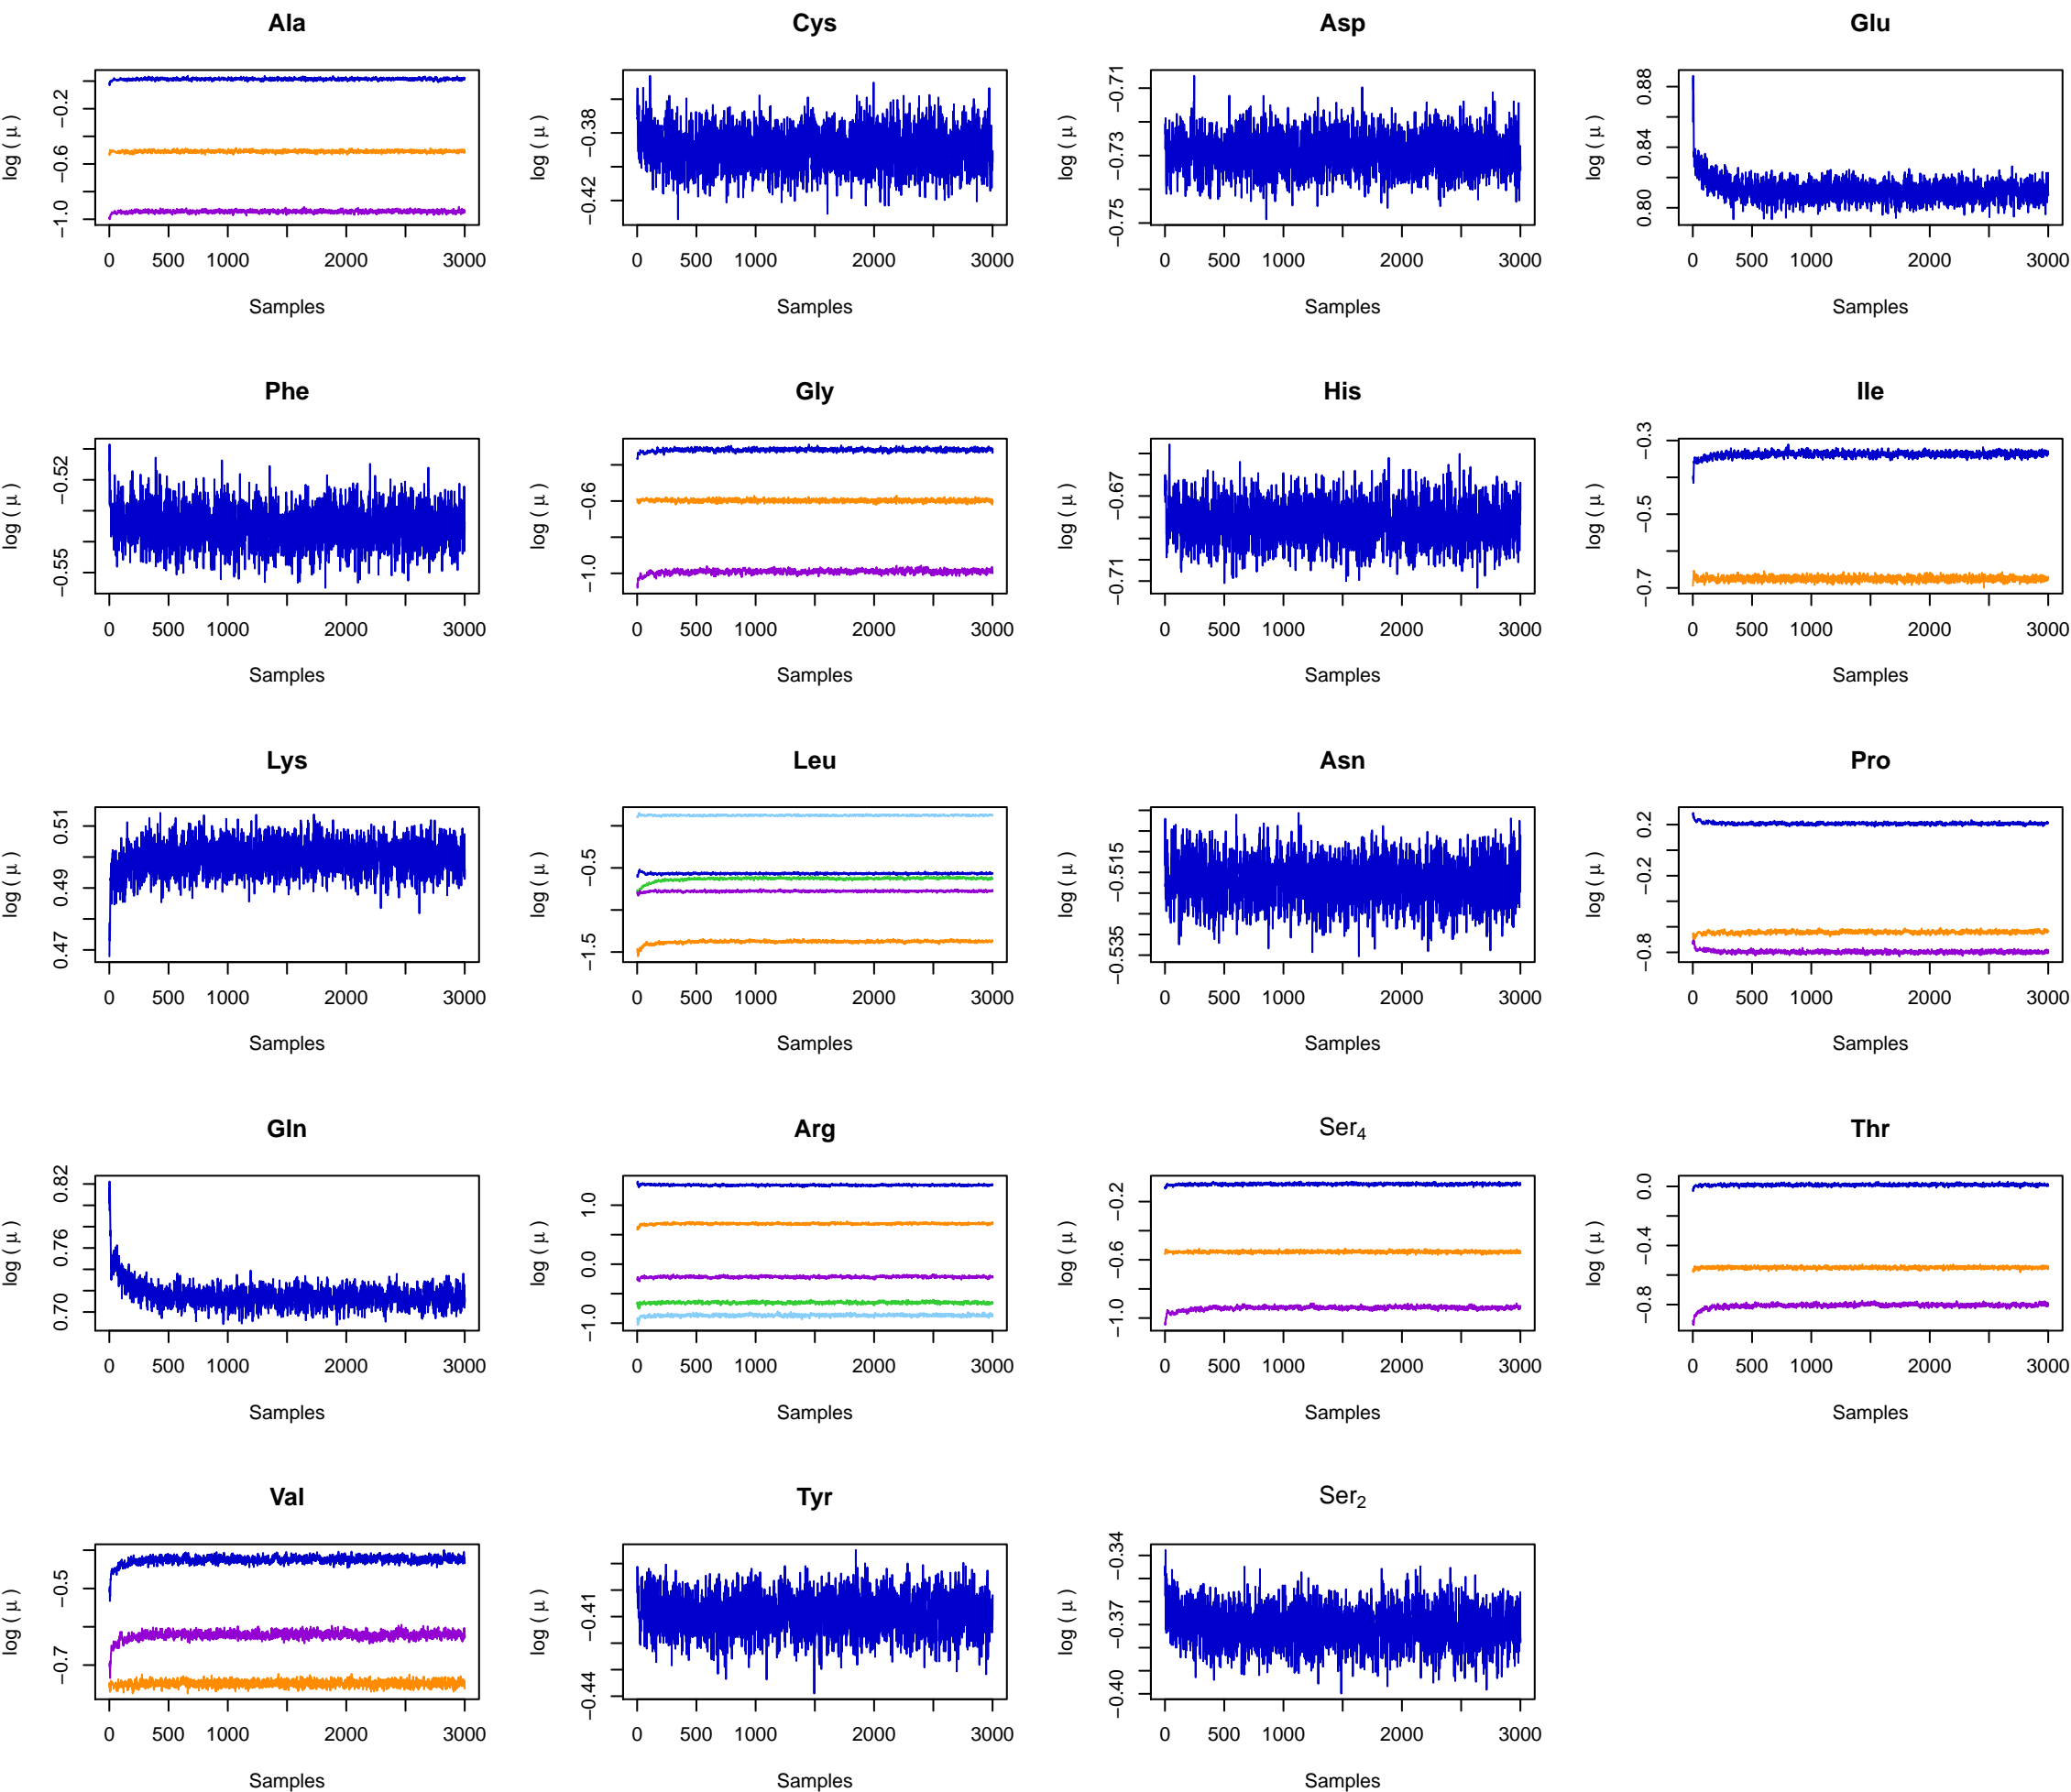 Ala
log ( μ )
−1.0 −0.6 −0.2
0 500 1000 2000 3000
Samples
Cys
log ( μ )
−0.42 −0.38
0 500 1000 2000 3000
Samples
Asp
log ( μ )
−0.75 −0.73 −0.71
0 500 1000 2000 3000
Samples
Glu
log ( μ )
0.80 0.84 0.88
0 500 1000 2000 3000
Samples
Phe
log ( μ )
−0.55 −0.52
0 500 1000 2000 3000
Samples
Gly
log ( μ )
−1.0 −0.6
0 500 1000 2000 3000
Samples
His
log ( μ )
−0.71 −0.67
0 500 1000 2000 3000
Samples
Ile
log ( μ )
−0.7 −0.5 −0.3
0 500 1000 2000 3000
Samples
Lys
log ( μ )
0.47 0.49 0.51
0 500 1000 2000 3000
Samples
Leu
log ( μ )
−1.5 −0.5
0 500 1000 2000 3000
Samples
Asn
log ( μ )
−0.535 −0.515
0 500 1000 2000 3000
Samples
Pro
log ( μ )
−0.8 −0.2 0.2
0 500 1000 2000 3000
Samples
Gln
log ( μ )
0.70 0.76 0.82
0 500 1000 2000 3000
Samples
Arg
log ( μ )
−1.0 0.0 1.0
0 500 1000 2000 3000
Samples
Ser4
log ( μ )
−1.0 −0.6 −0.2
0 500 1000 2000 3000
Samples
Thr
log ( μ )
−0.8 −0.4 0.0
0 500 1000 2000 3000
Samples
Val
log ( μ )
−0.7 −0.5
0 500 1000 2000 3000
Samples
Tyr
log ( μ )
−0.44 −0.41
0 500 1000 2000 3000
Samples
Ser2
log ( μ )
−0.40 −0.37 −0.34
0 500 1000 2000 3000
Samples